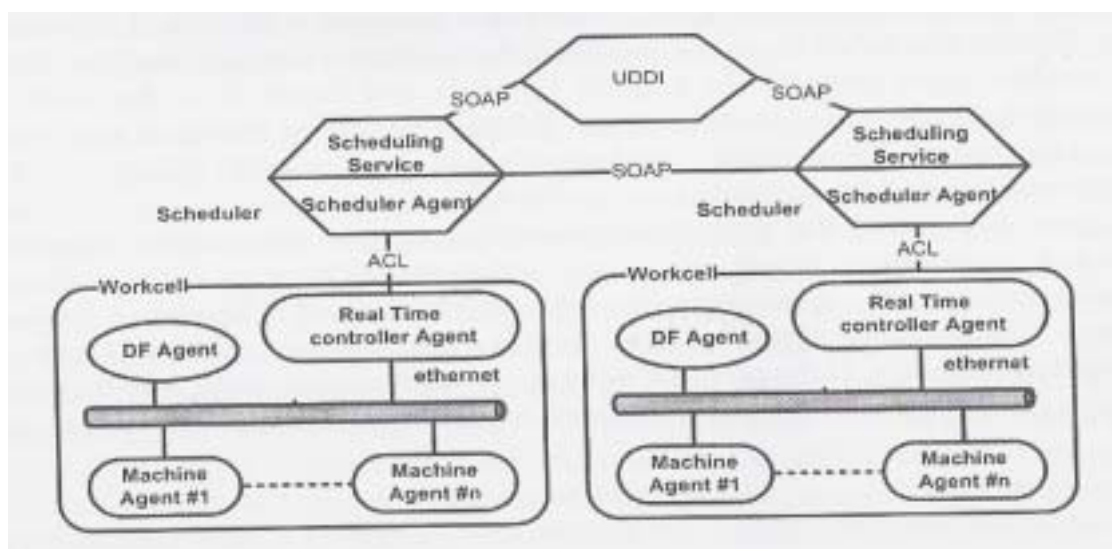 UDDI
SOAP
SOAP
Scheduling
Service
Scheduler Agent
SOAP
Scheduling
Service
Scheduler Agent
Scheduler
Scheduler
ACL
ACL
Workcell
Real Time
controller Agent
DF Agent
ethernet
Machine
Agent #1
Machine
Agent #n
Workcell
Real Time
controller Agent
DF Agent
ethernet
Machine
Agent #1
Machine
Agent #n